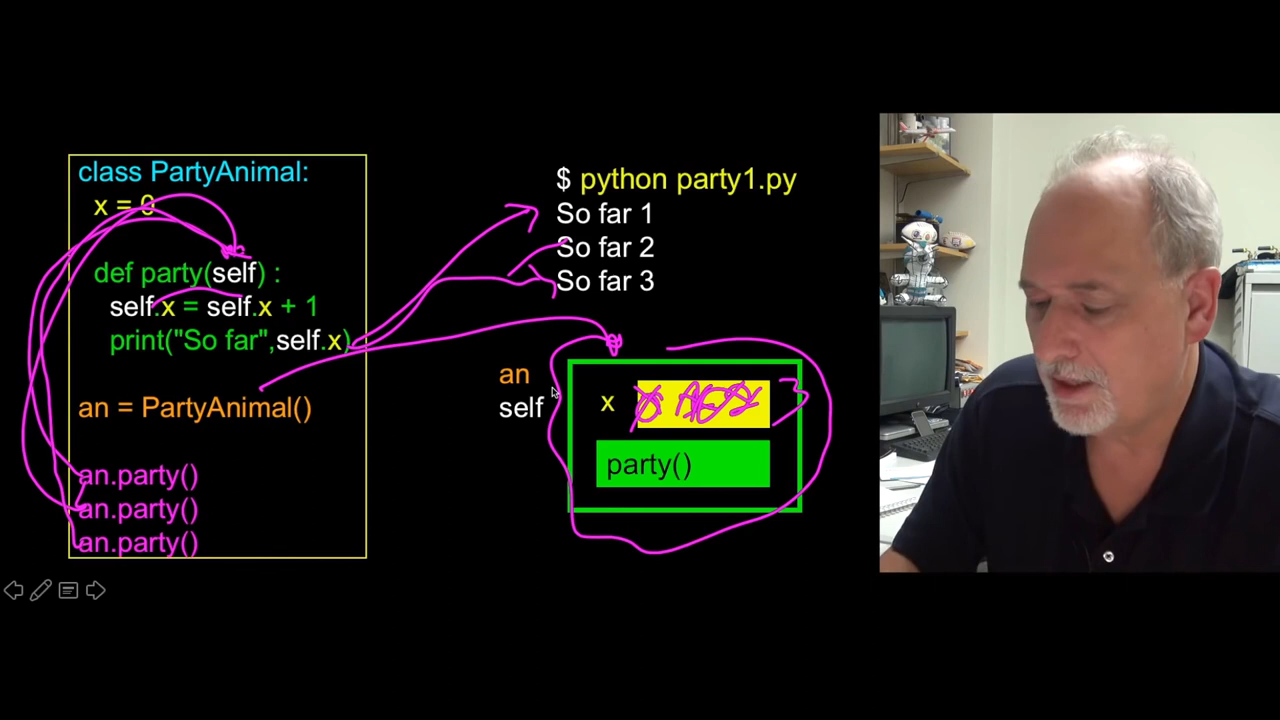 class PartyAnimal:
x = 0
def party(self) :
self.x = self.x + 1
print("So far",self.x)
an = PartyAnimal()
an.party()
an.party()
an.party()
$ python party1.py
So far 1
So far 2
So far 3
an
self
x 3
party()